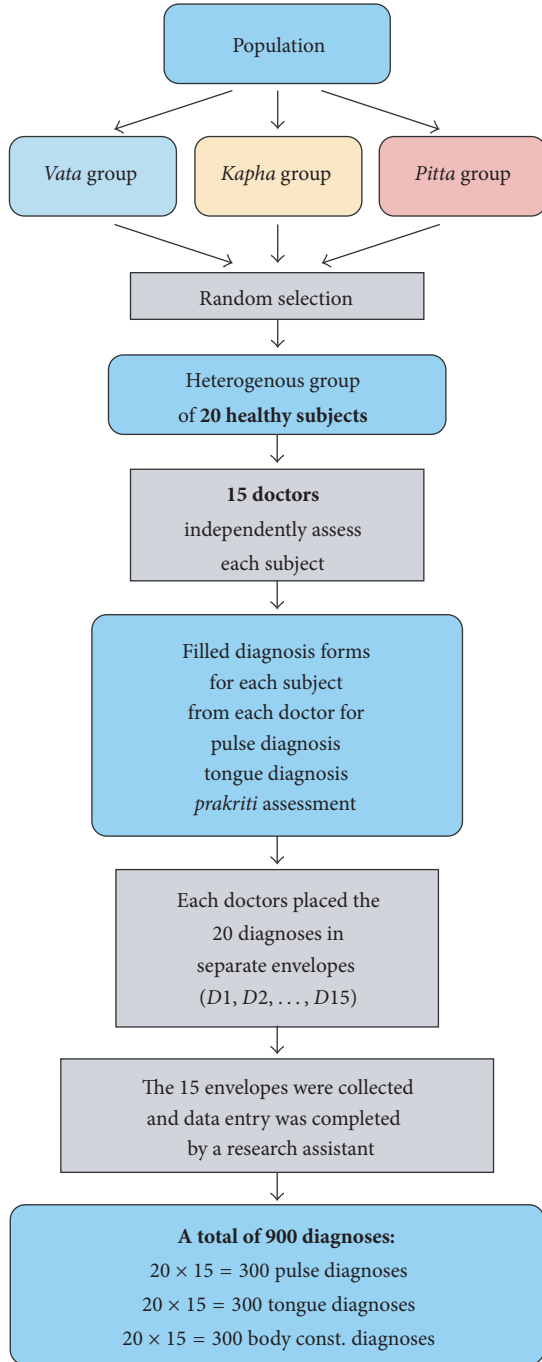 Population
Vata group
Kapha group
Pitta group
Random selection
Heterogenous group
of 20 healthy subjects
15 doctors
independently assess
each subject
Filled diagnosis forms
for each subject
from each doctor for
pulse diagnosis
tongue diagnosis
prakriti assessment
Each doctors placed the
20 diagnoses in
separate envelopes
(D1, D2, . . . , D15)
The 15 envelopes were collected
and data entry was completed
by a research assistant
A total of 900 diagnoses:
20 × 15 = 300 pulse diagnoses
20 × 15 = 300 tongue diagnoses
20 × 15 = 300 body const. diagnoses